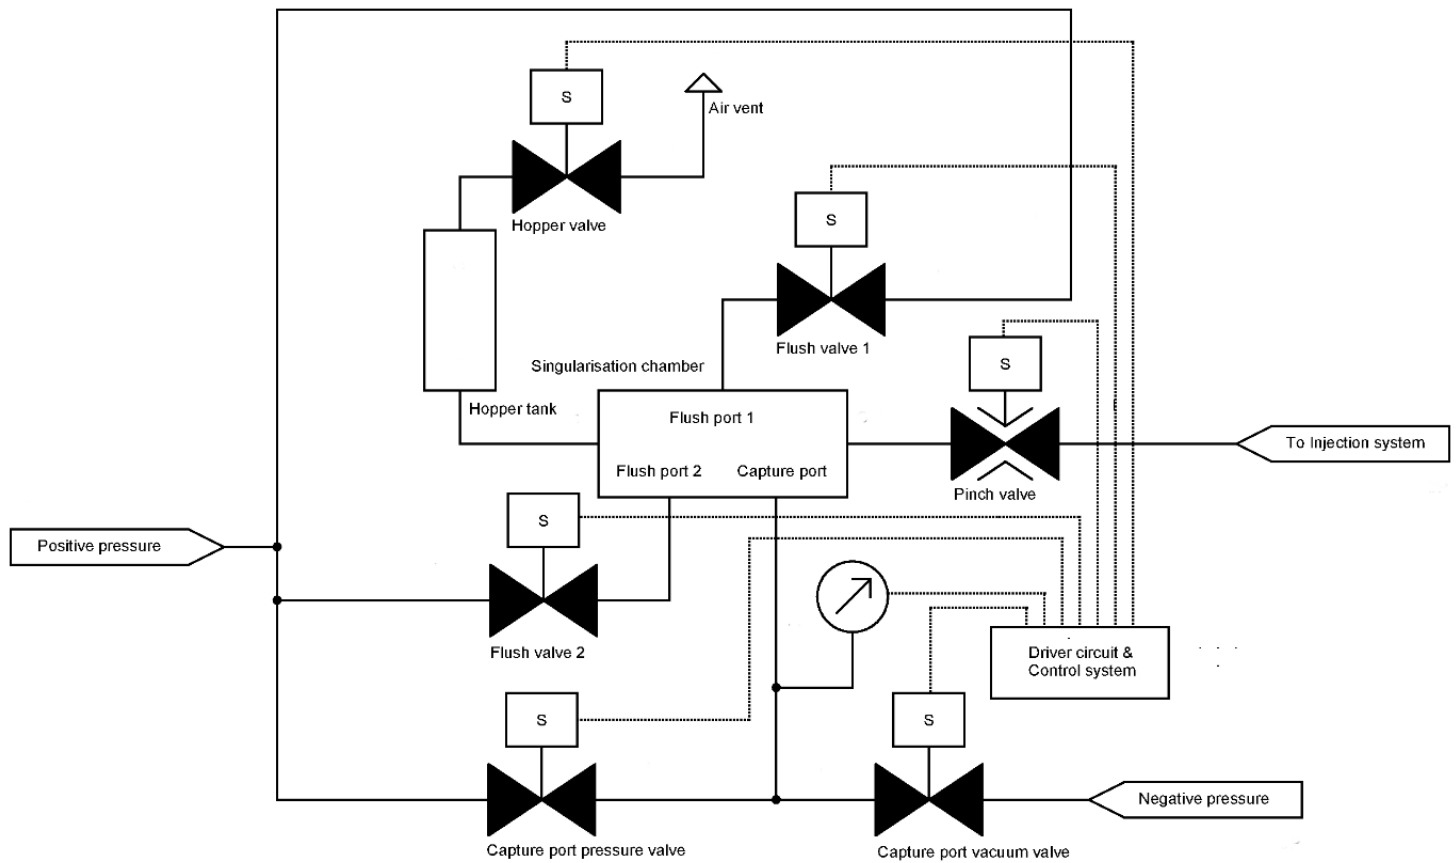 S
Air vent
Hopper valve
S
Flush valve 1
S
Singularisation chamber
Hopper tank
Flush port 1
To Injection system
Flush port 2
Capture port
Pinch valve
S
Positive pressure
Flush valve 2
Driver circuit &
Control system
S
S
Negative pressure
Capture port pressure valve
Capture port vacuum valve